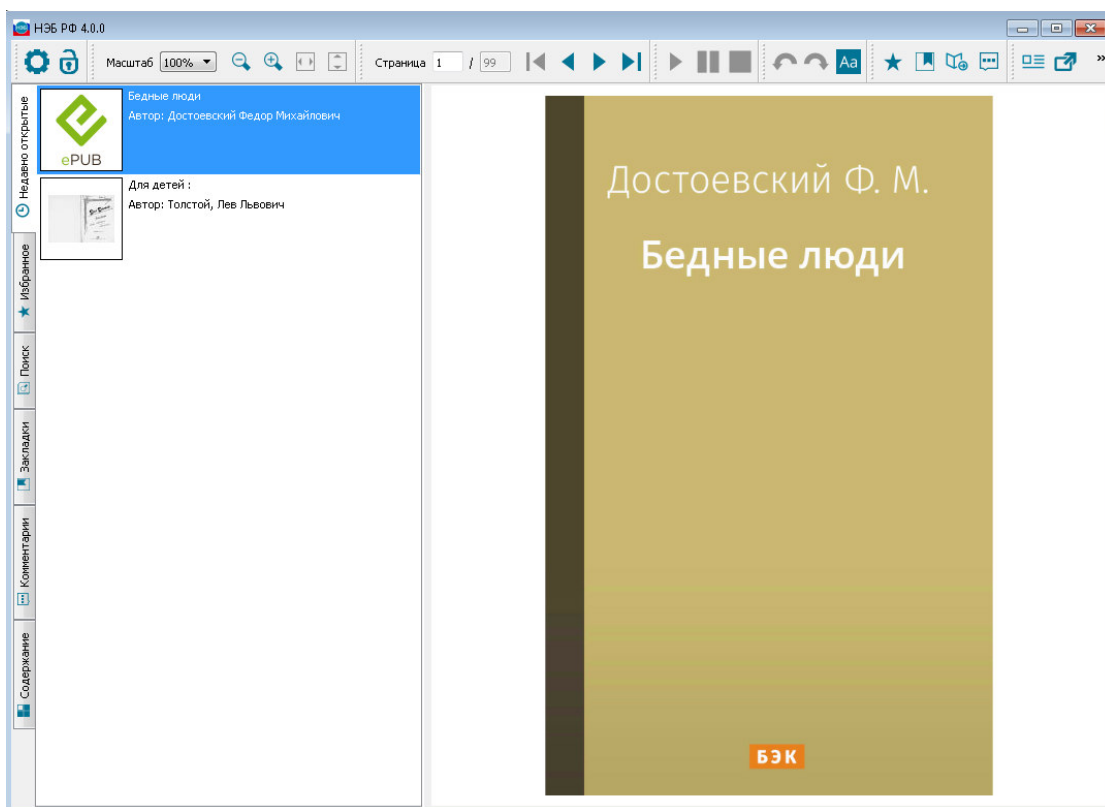 НЭБ РФ 4.0.0
Масштаб 100% Страница 1 / 99 Aa »
Недавно открытые
Избранное
Поиск
Закладки
Комментарии
Содержание
ePUB
Бедные люди
Автор: Достоевский Федор Михайлович
Для детей :
Автор: Толстой, Лев Львович
Достоевский Ф. М.
Бедные люди
БЭК